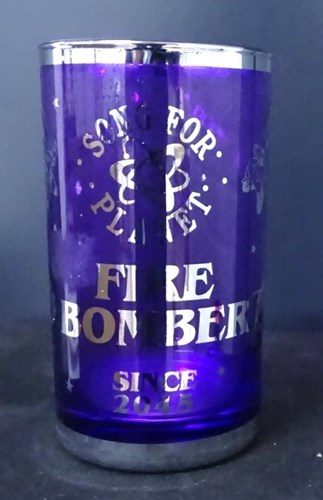 SONG FOR
PLANET
FIRE
BOMBER
SINCE
2045